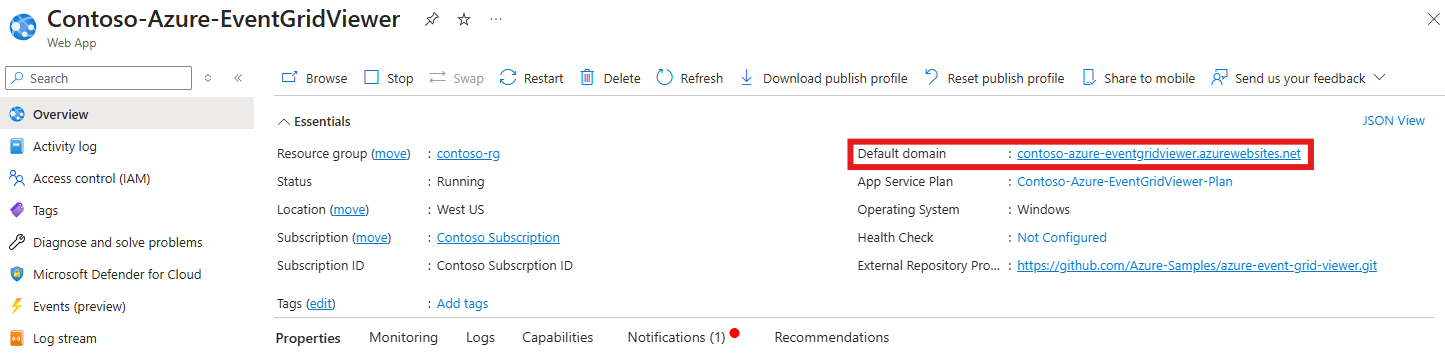 Contoso-Azure-EventGridViewer
Web App
Search
Browse Stop Swap Restart Delete Refresh Download publish profile Reset publish profile Share to mobile Send us your feedback
Overview
Activity log
Access control (IAM)
Tags
Diagnose and solve problems
Microsoft Defender for Cloud
Events (preview)
Log stream
Essentials
JSON View
Resource group (move) : contoso-rg
Status : Running
Location (move) : West US
Subscription (move) : Contoso Subscription
Subscription ID : Contoso Subscrption ID
Default domain : contoso-azure-eventgridviewer.azurewebsites.net
App Service Plan : Contoso-Azure-EventGridViewer-Plan
Operating System : Windows
Health Check : Not Configured
External Repository Pro... : https://github.com/Azure-Samples/azure-event-grid-viewer.git
Tags (edit) : Add tags
Properties Monitoring Logs Capabilities Notifications (1) Recommendations